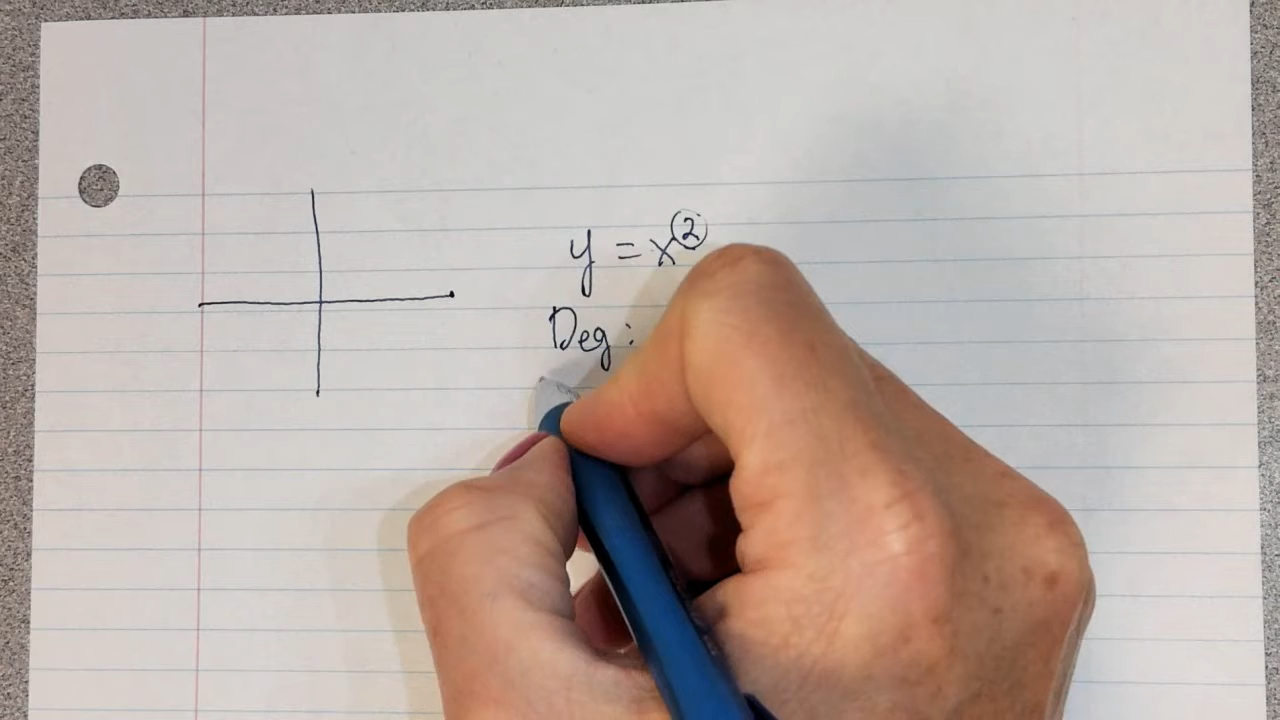 y = x²
Deg: